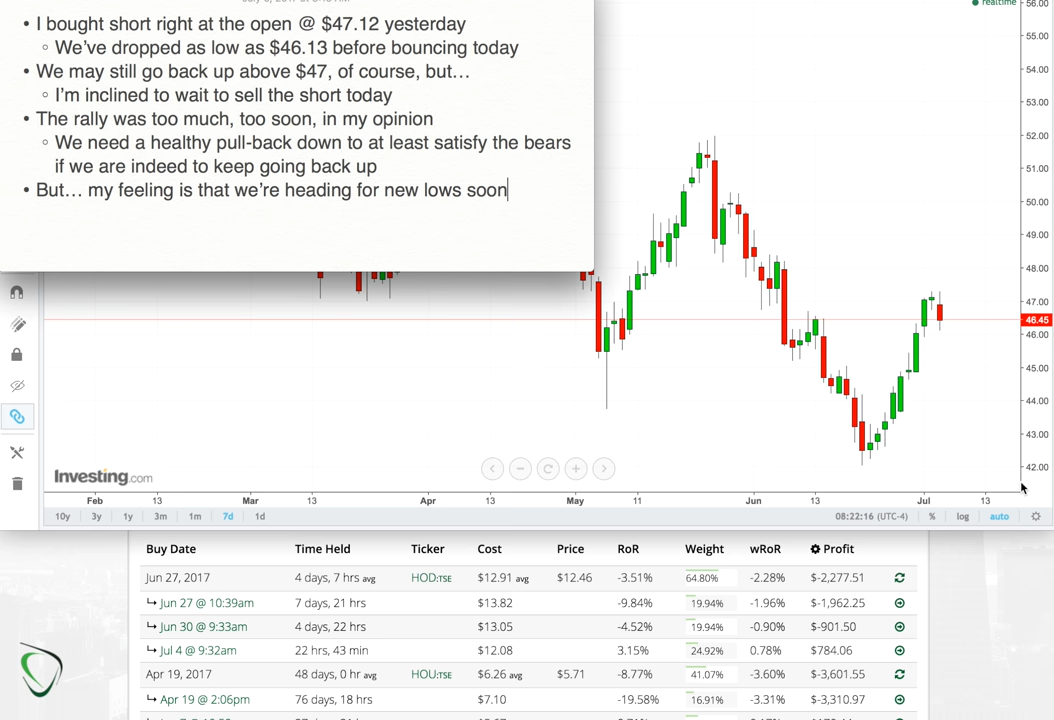 • I bought short right at the open @ $47.12 yesterday
◦ We've dropped as low as $46.13 before bouncing today
• We may still go back up above $47, of course, but…
◦ I'm inclined to wait to sell the short today
• The rally was too much, too soon, in my opinion
◦ We need a healthy pull-back down to at least satisfy the bears
if we are indeed to keep going back up
• But… my feeling is that we're heading for new lows soon
realtime
56.00
55.00
54.00
53.00
52.00
51.00
50.00
49.00
48.00
47.00
46.45
46.00
45.00
44.00
43.00
42.00
Investing.com
Feb 13 Mar 13 Apr 13 May 11 Jun 13 Jul 13
10y 3y 1y 3m 1m 7d 1d 08:22:16 (UTC-4) % log auto
Buy Date Time Held Ticker Cost Price RoR Weight wRoR Profit
Jun 27, 2017 4 days, 7 hrs avg HOD:TSE $12.91 avg $12.46 -3.51% 64.80% -2.28% $-2,277.51
Jun 27 @ 10:39am 7 days, 21 hrs $13.82 -9.84% 19.94% -1.96% $-1,962.25
Jun 30 @ 9:33am 4 days, 22 hrs $13.05 -4.52% 19.94% -0.90% $-901.50
Jul 4 @ 9:32am 22 hrs, 43 min $12.08 3.15% 24.92% 0.78% $784.06
Apr 19, 2017 48 days, 0 hr avg HOU:TSE $6.26 avg $5.71 -8.77% 41.07% -3.60% $-3,601.55
Apr 19 @ 2:06pm 76 days, 18 hrs $7.10 -19.58% 16.91% -3.31% $-3,310.97